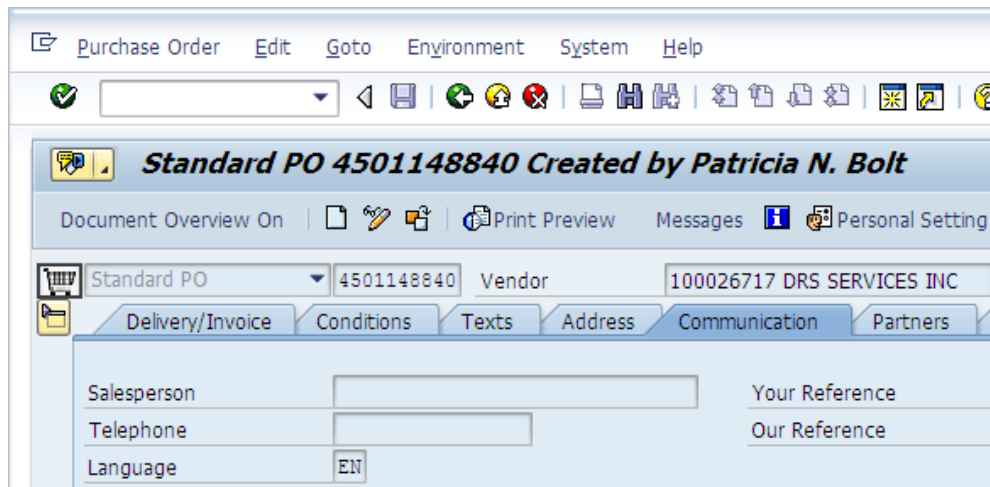 Purchase Order Edit Goto Environment System Help
Standard PO 4501148840 Created by Patricia N. Bolt
Document Overview On Print Preview Messages Personal Setting
Standard PO 4501148840 Vendor 100026717 DRS SERVICES INC
Delivery/Invoice Conditions Texts Address Communication Partners
Salesperson Your Reference
Telephone Our Reference
Language EN